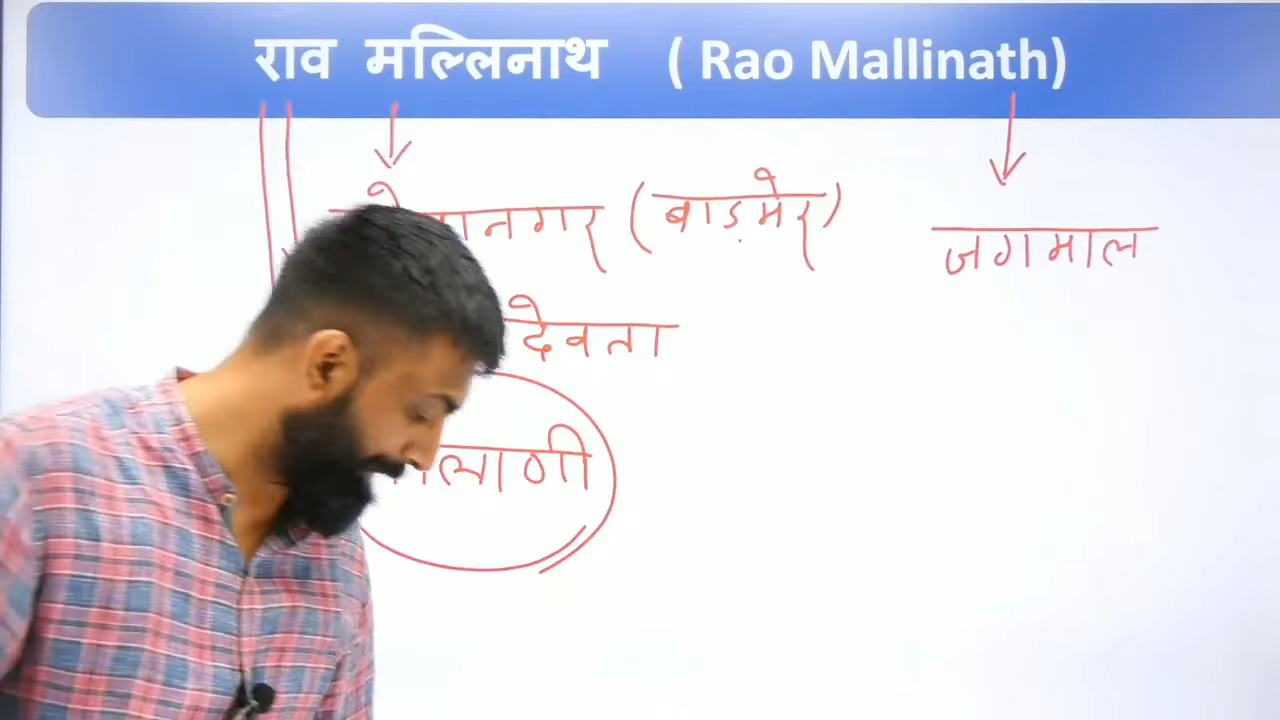 राव मल्लिनाथ ( Rao Mallinath)
(बाड़मेर)
जगमाल
देवता